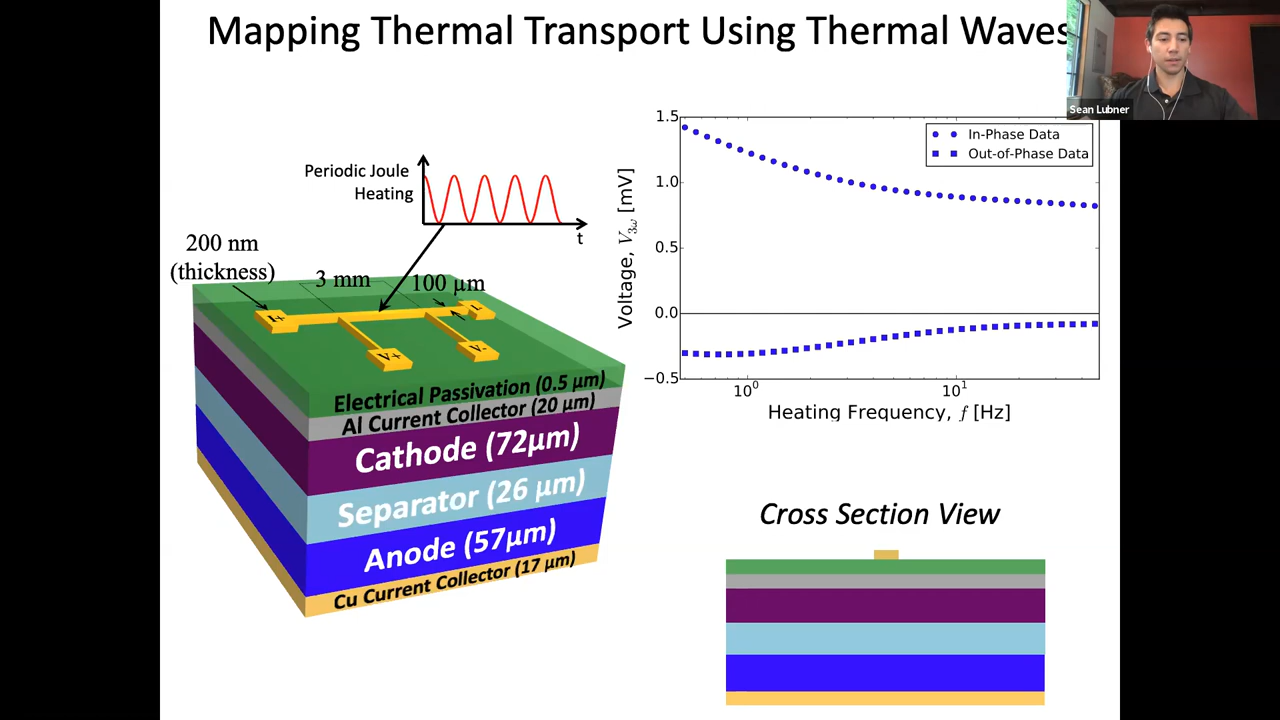 Mapping Thermal Transport Using Thermal Waves
Sean Lubner
Periodic Joule
Heating
t
200 nm
(thickness)
3 mm
100 μm
I+
I-
V+
V-
Electrical Passivation (0.5 μm)
Al Current Collector (20 μm)
Cathode (72μm)
Separator (26 μm)
Anode (57μm)
Cu Current Collector (17 μm)
1.5
1.0
0.5
0.0
−0.5
Voltage, V3ω [mV]
In-Phase Data
Out-of-Phase Data
10⁰
10¹
Heating Frequency, f [Hz]
Cross Section View